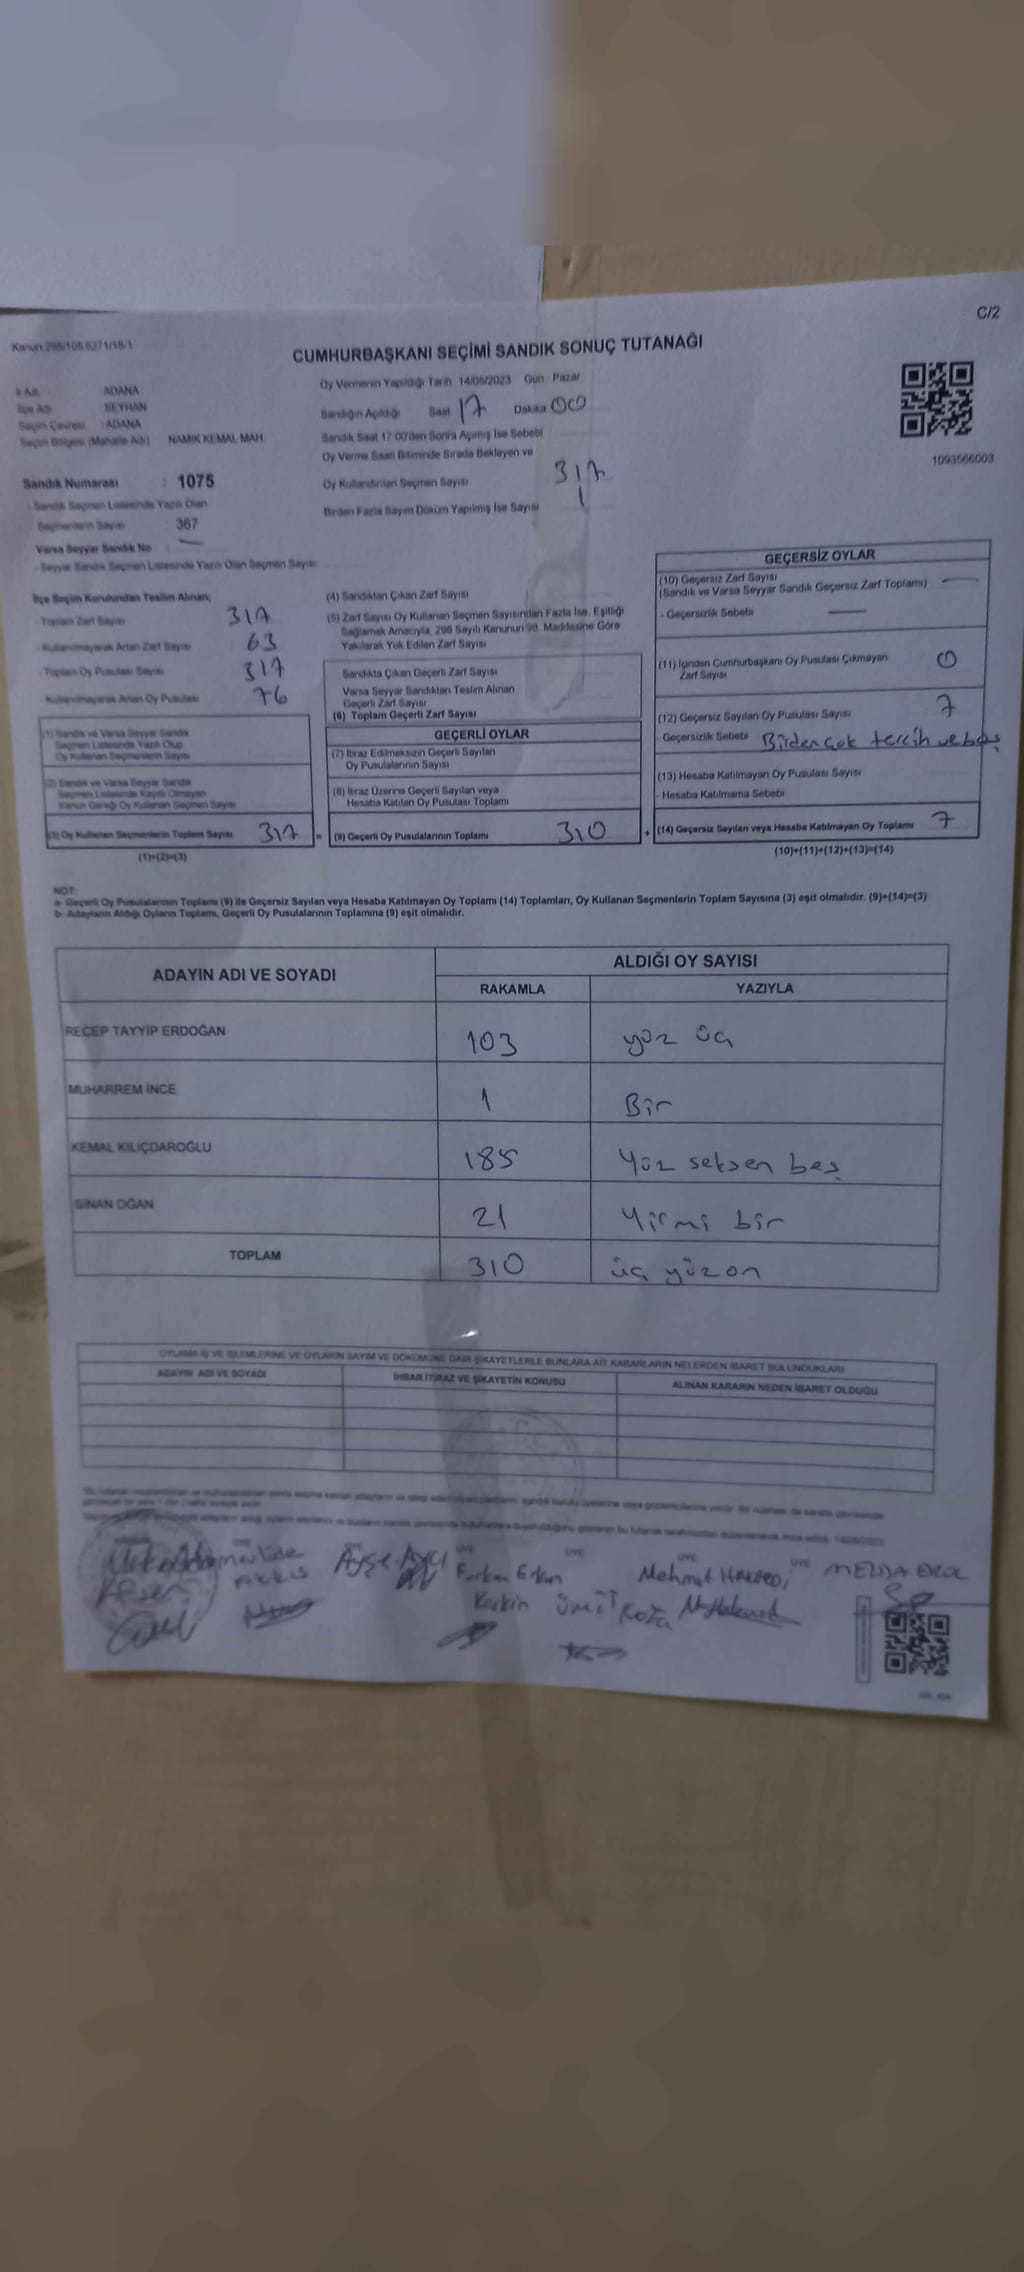 C/2
Kanun:298/105,6271/18-1
CUMHURBAŞKANI SEÇİMİ SANDIK SONUÇ TUTANAĞI
İl Adı : ADANA
İlçe Adı : SEYHAN
Seçim Çevresi : ADANA
Seçim Bölgesi (Mahalle Adı) NAMIK KEMAL MAH.
Sandık Numarası : 1075
- Sandık Seçmen Listesinde Yazılı Olan
Seçmenlerin Sayısı : 367
Varsa Seyyar Sandık No : —
- Seyyar Sandık Seçmen Listesinde Yazılı Olan Seçmen Sayısı
Oy Vermenin Yapıldığı Tarih 14/05/2023 Gün : Pazar
Sandığın Açıldığı Saat 17 Dakika 00
Sandık Saat 17:00'den Sonra Açılmış İse Sebebi
Oy Verme Saati Bitiminde Sırada Bekleyen ve
Oy Kullandırılan Seçmen Sayısı 317
Birden Fazla Sayım Döküm Yapılmış İse Sayısı 1
1093566003
İlçe Seçim Kurulundan Teslim Alınan;
- Toplam Zarf Sayısı 317
- Kullanılmayarak Artan Zarf Sayısı 63
- Toplam Oy Pusulası Sayısı 317
- Kullanılmayarak Artan Oy Pusulası 76
(1) Sandık ve Varsa Seyyar Sandık
Seçmen Listesinde Yazılı Olup
Oy Kullanan Seçmenlerin Sayısı
(2) Sandık ve Varsa Seyyar Sandık
Seçmen Listesinde Kayıtlı Olmayan
Kanun Gereği Oy Kullanan Seçmen Sayısı
(3) Oy Kullanan Seçmenlerin Toplam Sayısı 317 =
(1)+(2)=(3)
(4) Sandıktan Çıkan Zarf Sayısı
(5) Zarf Sayısı Oy Kullanan Seçmen Sayısından Fazla İse, Eşitliği
Sağlamak Amacıyla, 298 Sayılı Kanunun 98. Maddesine Göre
Yakılarak Yok Edilen Zarf Sayısı
Sandıkta Çıkan Geçerli Zarf Sayısı
Varsa Seyyar Sandıktan Teslim Alınan
Geçerli Zarf Sayısı
(6) Toplam Geçerli Zarf Sayısı
GEÇERLİ OYLAR
(7) İtiraz Edilmeksizin Geçerli Sayılan
Oy Pusulalarının Sayısı
(8) İtiraz Üzerine Geçerli Sayılan veya
Hesaba Katılan Oy Pusulası Toplamı
(9) Geçerli Oy Pusulalarının Toplamı 310 +
GEÇERSİZ OYLAR
(10) Geçersiz Zarf Sayısı —
(Sandık ve Varsa Seyyar Sandık Geçersiz Zarf Toplamı)
- Geçersizlik Sebebi —
(11) İçinden Cumhurbaşkanı Oy Pusulası Çıkmayan 0
Zarf Sayısı
(12) Geçersiz Sayılan Oy Pusulası Sayısı 7
- Geçersizlik Sebebi Birden çok tercih ve boş
(13) Hesaba Katılmayan Oy Pusulası Sayısı
- Hesaba Katılmama Sebebi
(14) Geçersiz Sayılan veya Hesaba Katılmayan Oy Toplamı 7
(10)+(11)+(12)+(13)=(14)
NOT:
a- Geçerli Oy Pusulalarının Toplamı (9) ile Geçersiz Sayılan veya Hesaba Katılmayan Oy Toplamı (14) Toplamları, Oy Kullanan Seçmenlerin Toplam Sayısına (3) eşit olmalıdır. (9)+(14)=(3)
b- Adayların Aldığı Oyların Toplamı, Geçerli Oy Pusulalarının Toplamına (9) eşit olmalıdır.
ADAYIN ADI VE SOYADI
ALDIĞI OY SAYISI
RAKAMLA YAZIYLA
RECEP TAYYİP ERDOĞAN 103 yüz üç
MUHARREM İNCE 1 Bir
KEMAL KILIÇDAROĞLU 185 Yüz seksen beş
SİNAN OĞAN 21 Yirmi bir
TOPLAM 310 üç yüz on
OYLAMA İŞ VE İŞLEMLERİNE VE OYLARIN SAYIM VE DÖKÜMÜNE DAİR ŞİKAYETLERLE BUNLARA AİT KARARLARIN NELERDEN İBARET BULUNDUKLARI
ADAYIN ADI VE SOYADI İHBAR İTİRAZ VE ŞİKAYETİN KONUSU ALINAN KARARIN NEDEN İBARET OLDUĞU
ÜYE ÜYE ÜYE ÜYE
Ayşe Furkan Erkan Mehmet MELDA EROL
Keskin ÜMİT KOZA